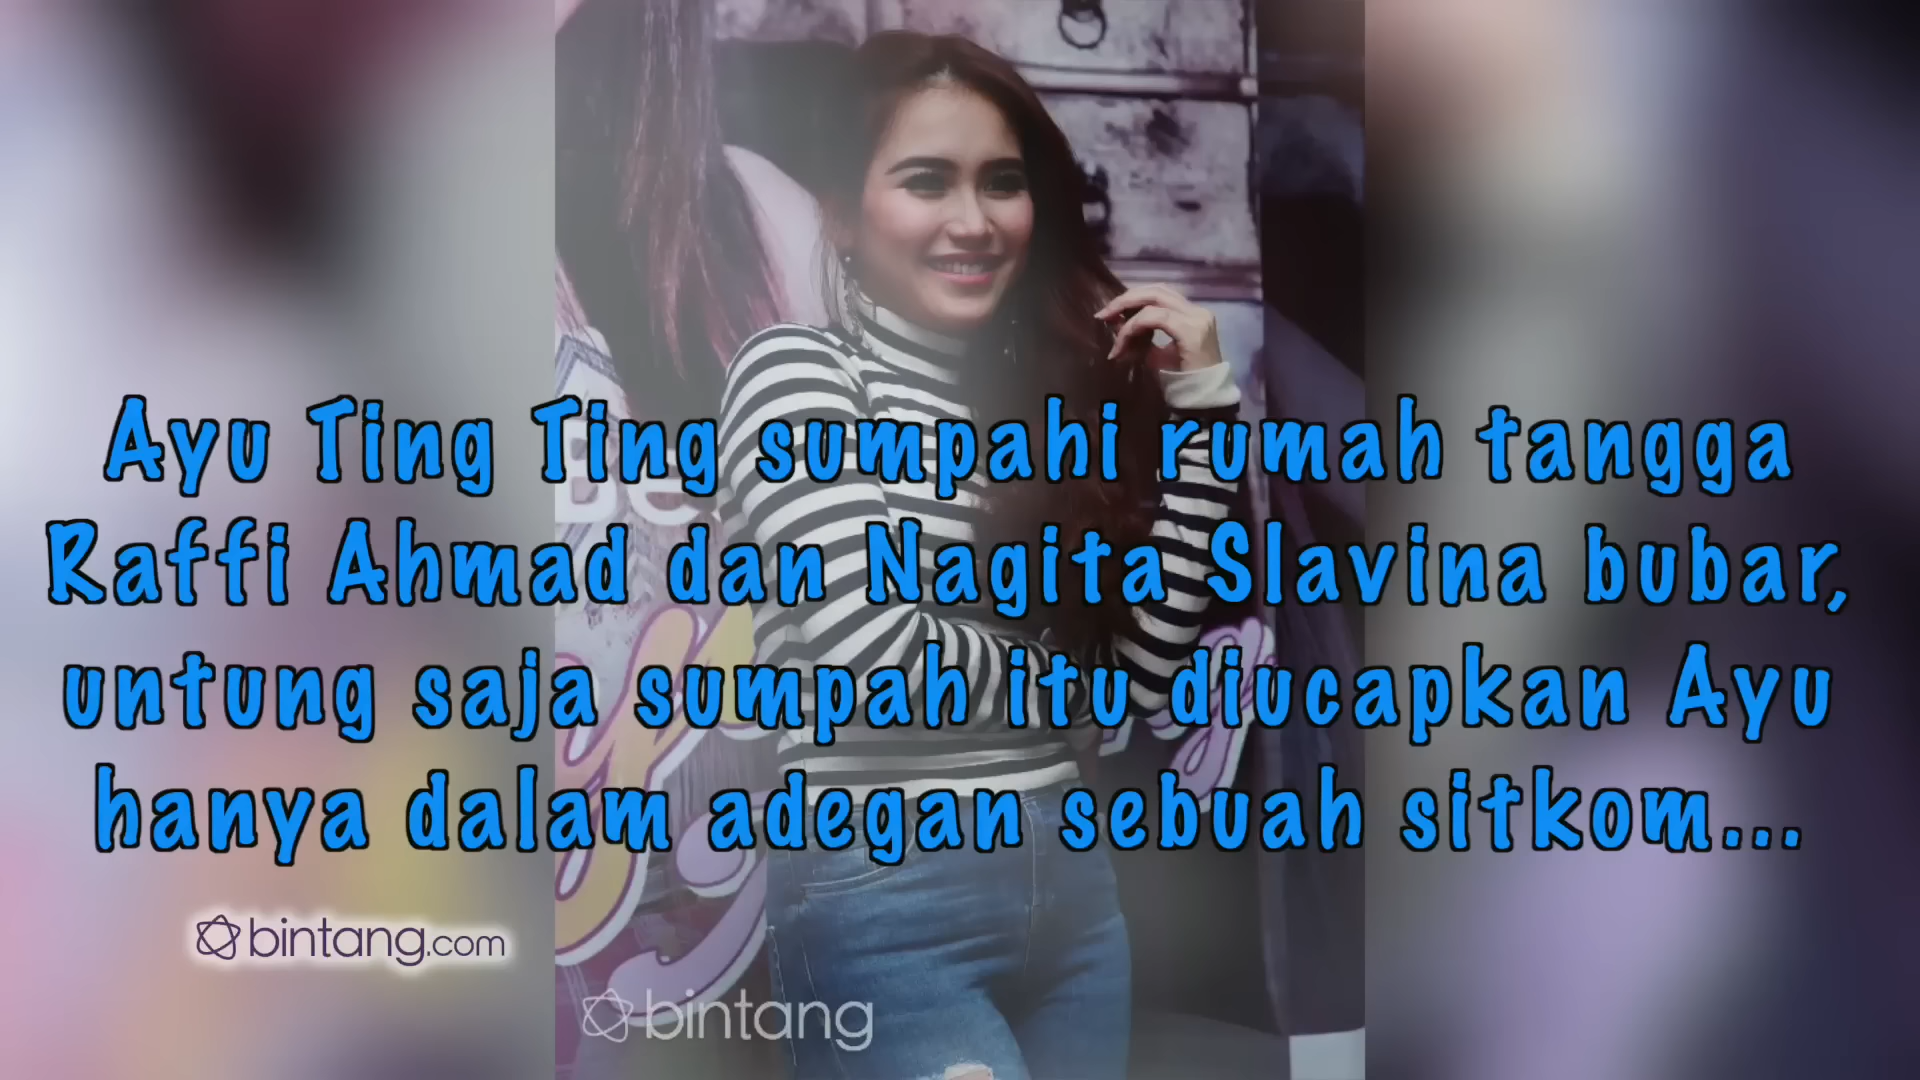 Ayu Ting Ting sumpahi rumah tangga
Raffi Ahmad dan Nagita Slavina bubar,
untung saja sumpah itu diucapkan Ayu
hanya dalam adegan sebuah sitkom...
bintang.com
bintang